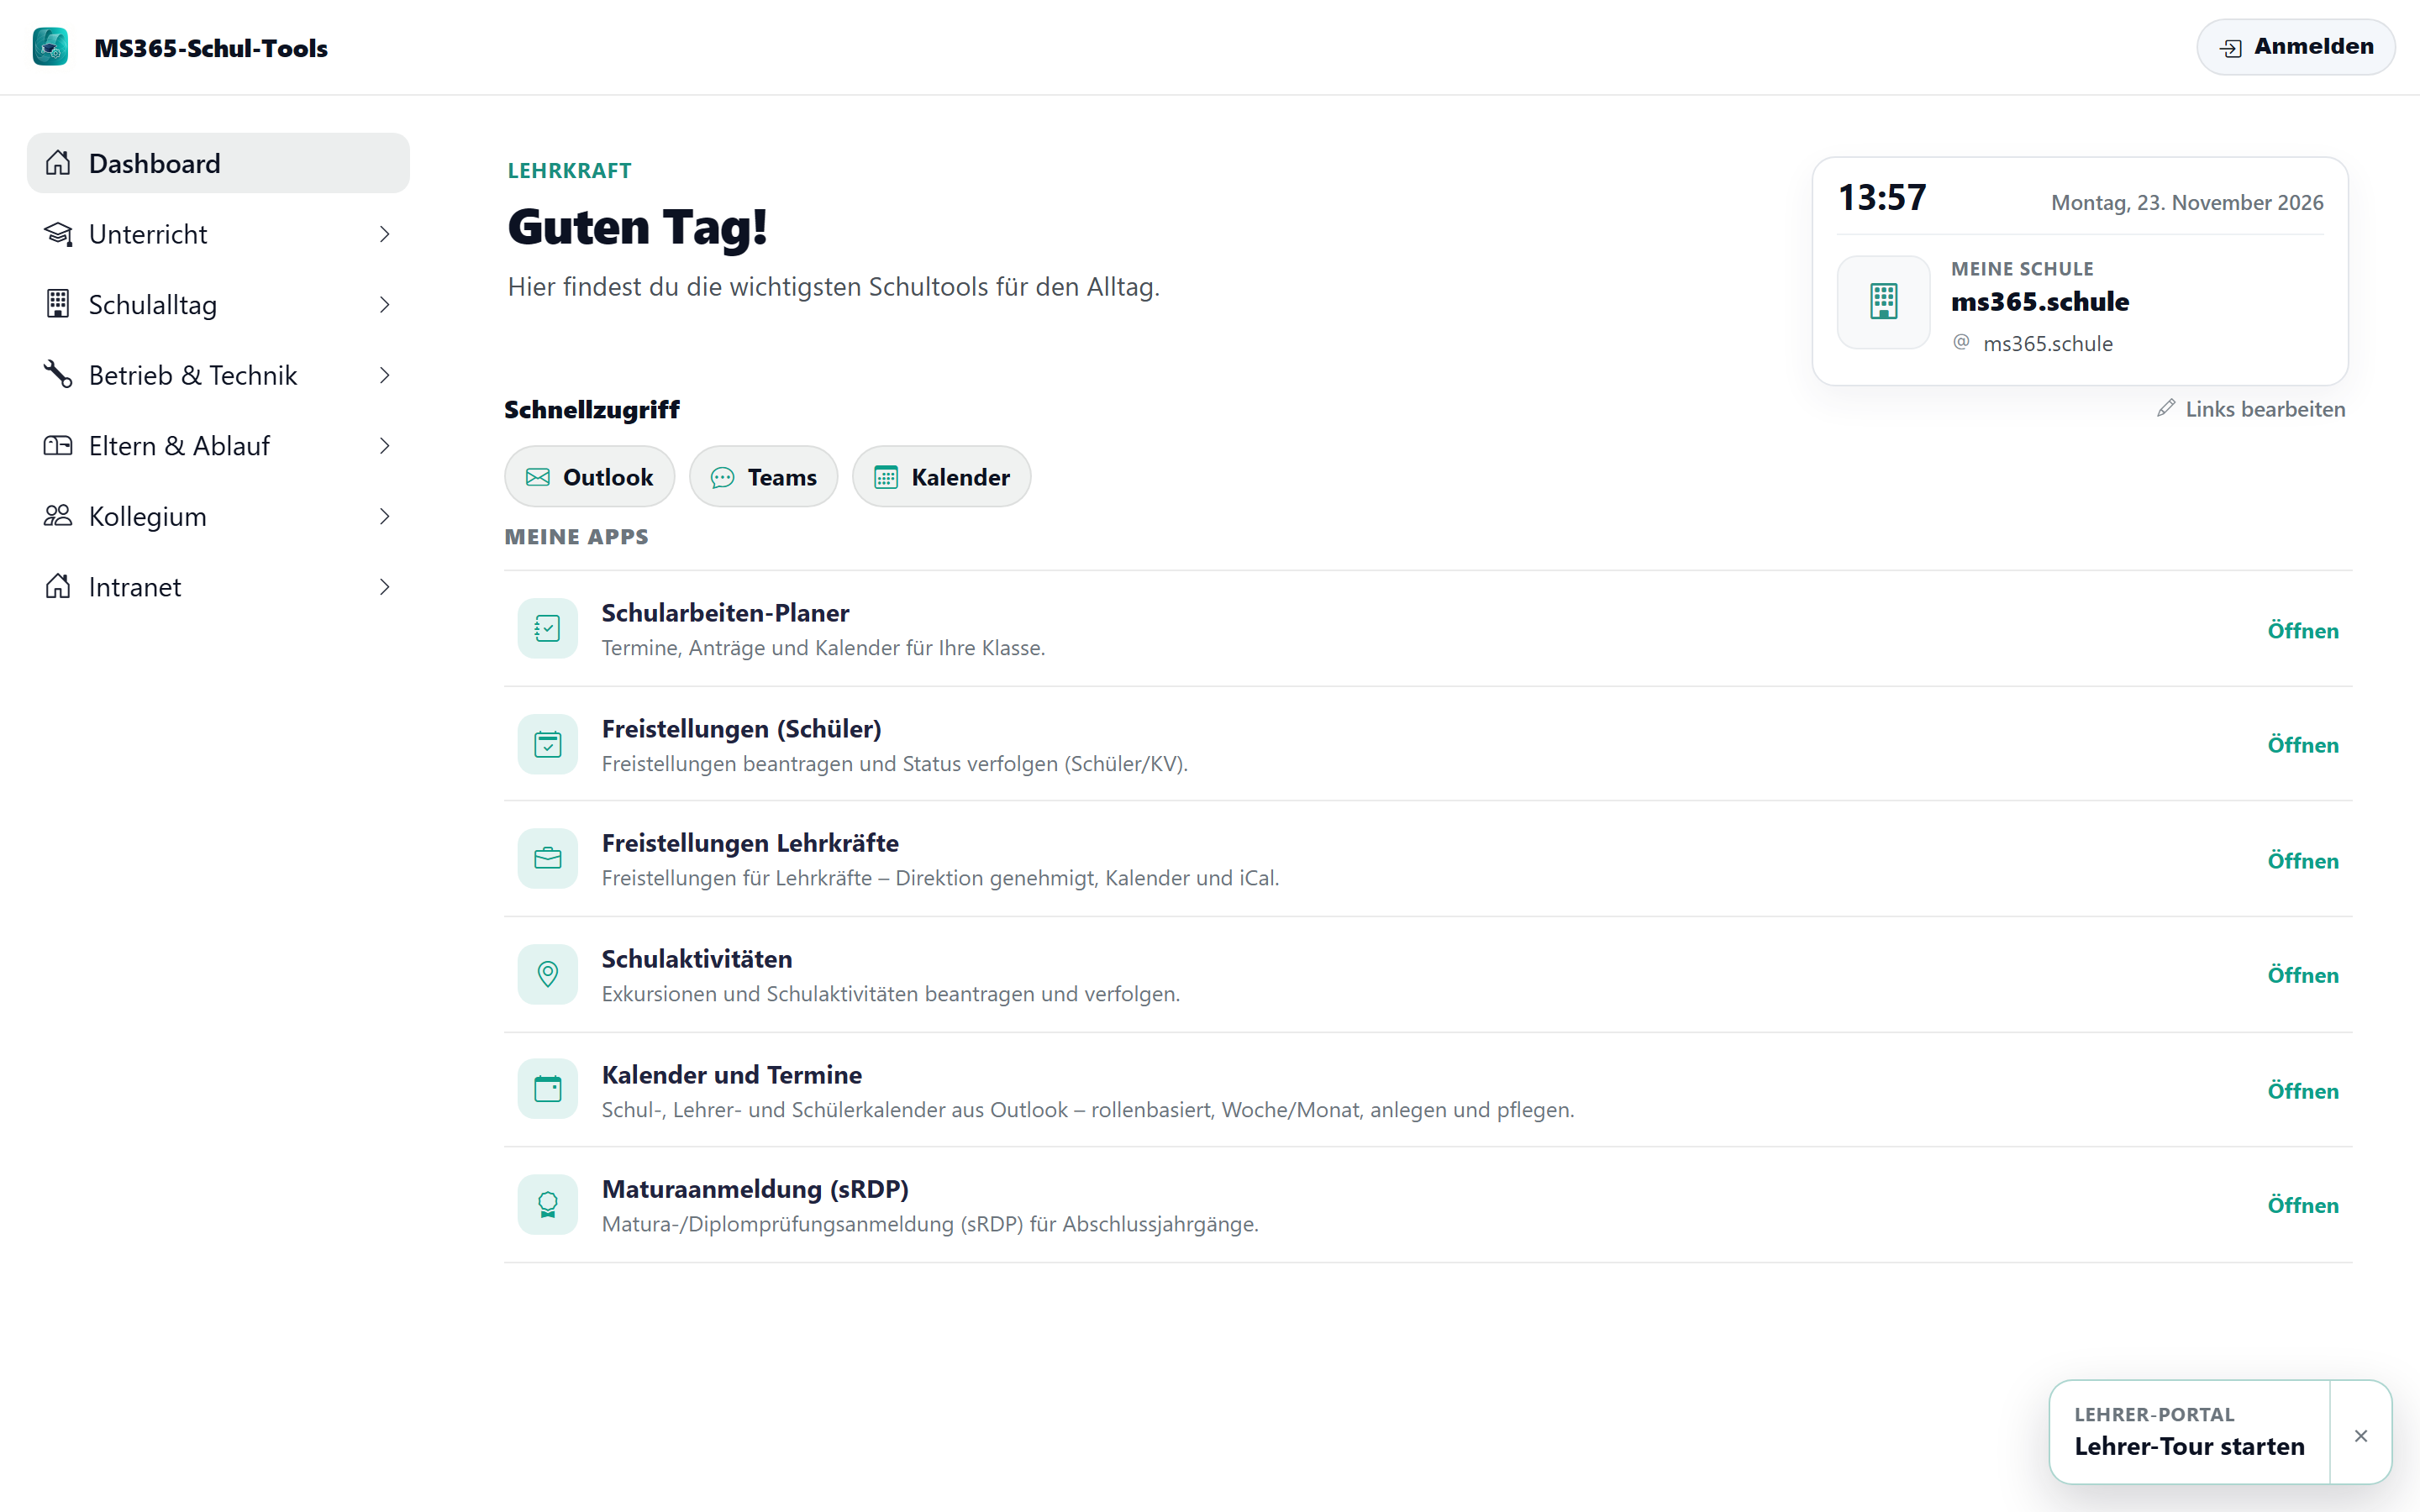 MS365-Schul-Tools
Anmelden
Dashboard
Unterricht
Schulalltag
Betrieb & Technik
Eltern & Ablauf
Kollegium
Intranet
LEHRKRAFT
Guten Tag!
Hier findest du die wichtigsten Schultools für den Alltag.
13:57
Montag, 23. November 2026
MEINE SCHULE
ms365.schule
@ ms365.schule
Schnellzugriff
Links bearbeiten
Outlook
Teams
Kalender
MEINE APPS
Schularbeiten-Planer
Termine, Anträge und Kalender für Ihre Klasse.
Öffnen
Freistellungen (Schüler)
Freistellungen beantragen und Status verfolgen (Schüler/KV).
Öffnen
Freistellungen Lehrkräfte
Freistellungen für Lehrkräfte – Direktion genehmigt, Kalender und iCal.
Öffnen
Schulaktivitäten
Exkursionen und Schulaktivitäten beantragen und verfolgen.
Öffnen
Kalender und Termine
Schul-, Lehrer- und Schülerkalender aus Outlook – rollenbasiert, Woche/Monat, anlegen und pflegen.
Öffnen
Maturaanmeldung (sRDP)
Matura-/Diplomprüfungsanmeldung (sRDP) für Abschlussjahrgänge.
Öffnen
LEHRER-PORTAL
Lehrer-Tour starten